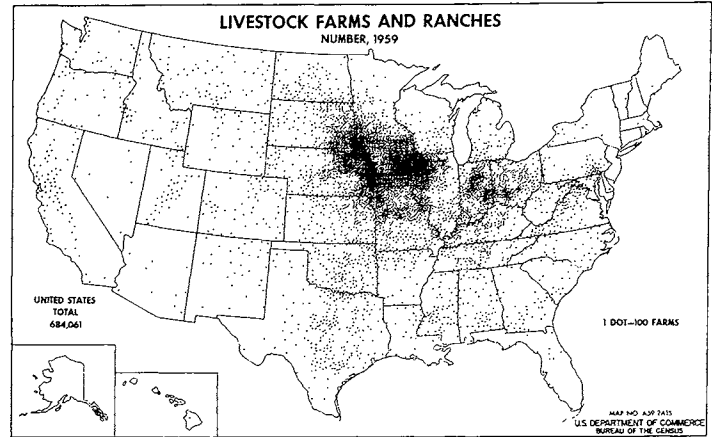 LIVESTOCK FARMS AND RANCHES
NUMBER, 1959
UNITED STATES
TOTAL
684,061
1 DOT—100 FARMS
MAP NO. A59 2A15
U.S. DEPARTMENT OF COMMERCE
BUREAU OF THE CENSUS